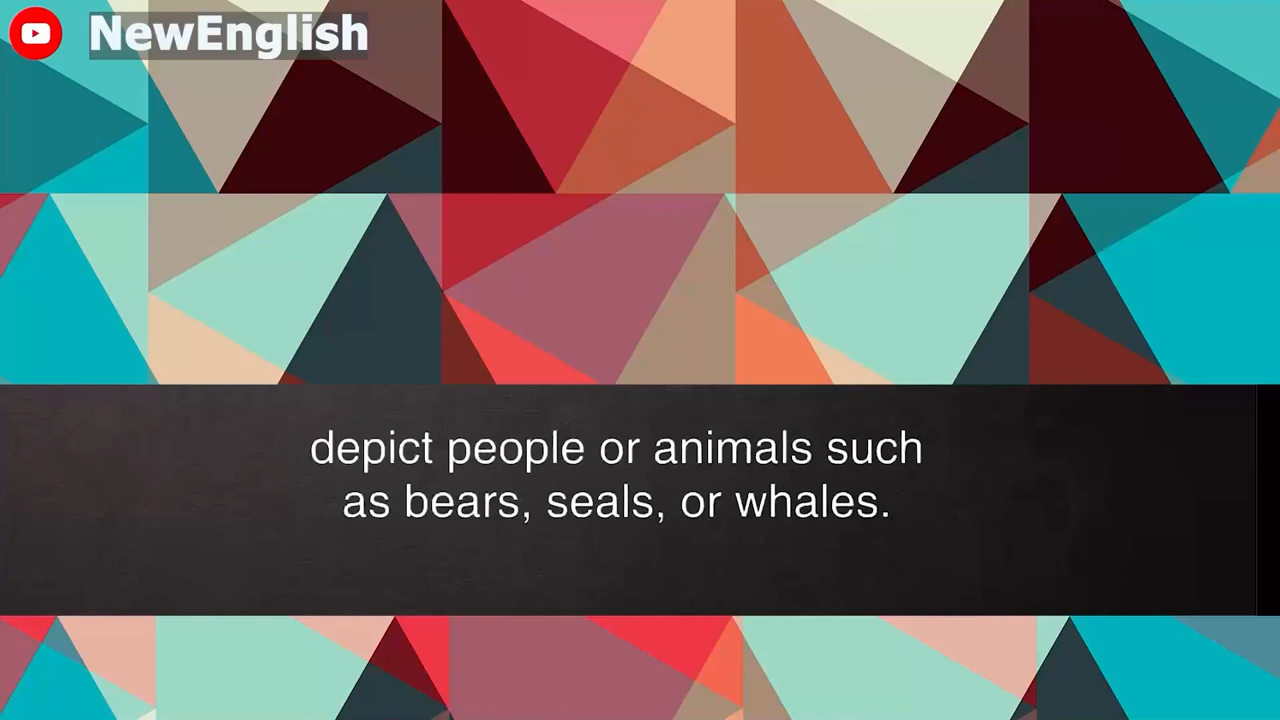 NewEnglish
depict people or animals such
as bears, seals, or whales.